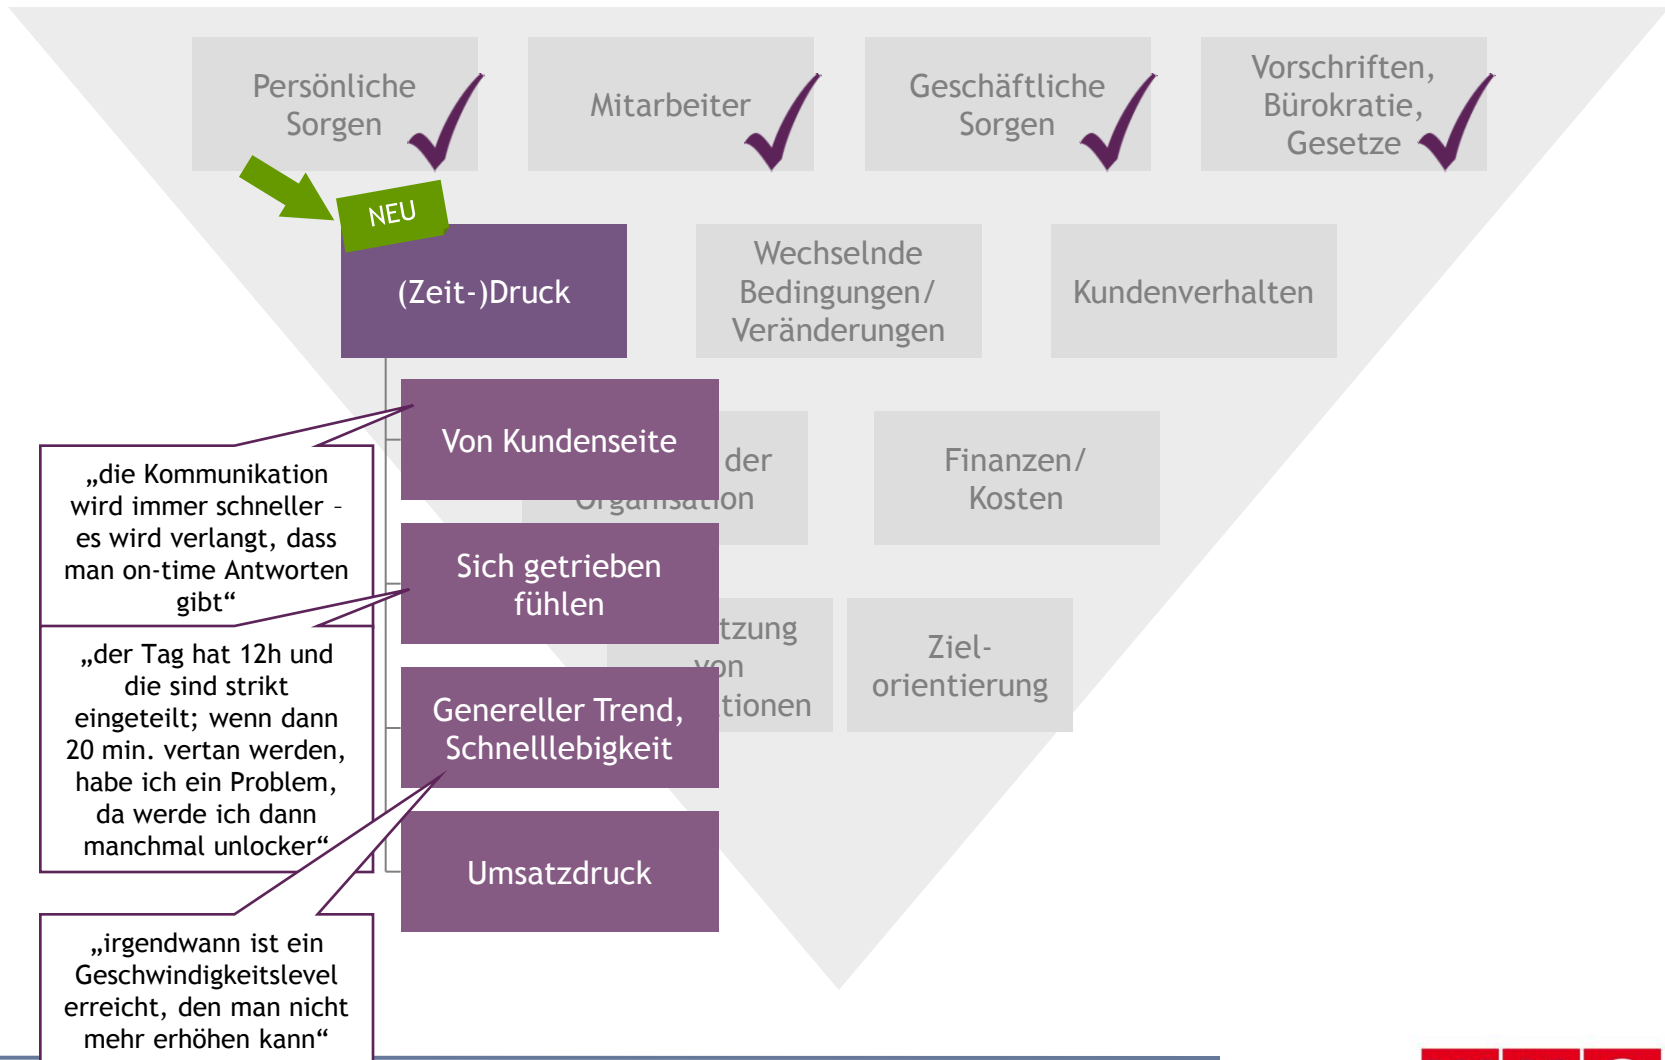 Persönliche
Sorgen
Mitarbeiter
Geschäftliche
Sorgen
Vorschriften,
Bürokratie,
Gesetze
NEU
(Zeit-)Druck
Wechselnde
Bedingungen/
Veränderungen
Kundenverhalten
Von Kundenseite
der
Organisation
Finanzen/
Kosten
„die Kommunikation
wird immer schneller –
es wird verlangt, dass
man on-time Antworten
gibt“
Sich getrieben
fühlen
tzung
von
tionen
Ziel-
orientierung
„der Tag hat 12h und
die sind strikt
eingeteilt; wenn dann
20 min. vertan werden,
habe ich ein Problem,
da werde ich dann
manchmal unlocker“
Genereller Trend,
Schnelllebigkeit
Umsatzdruck
„irgendwann ist ein
Geschwindigkeitslevel
erreicht, den man nicht
mehr erhöhen kann“